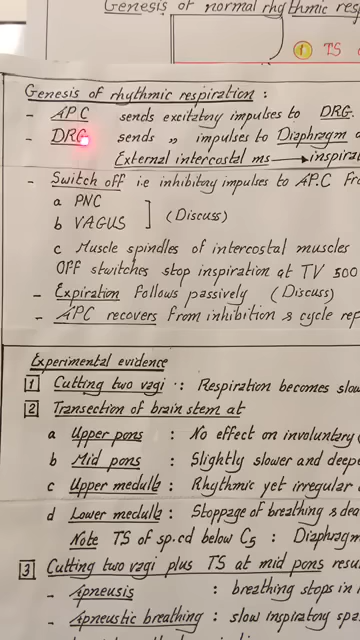 Genesis of normal rhythmic res
1 TS
Genesis of rhythmic respiration :
- APC sends excitatory impulses to DRG.
- DRG sends „ impulses to Diaphragm
External intercostal ms → inspira
- Switch off i.e inhibitory impulses to AP.C Fr
a PNC
b VAGUS ] (Discuss)
c Muscle spindles of intercostal muscles
OFF stwitches stop inspiration at TV 500
- Expiration follows passively (Discuss)
- APC recovers from inhibition & cycle rep
Experimental evidence
1 Cutting two vagi : Respiration becomes slow
2 Transection of brain stem at
a Upper pons : No effect on involuntary
b Mid pons : Slightly slower and deepe
c Upper medulla : Rhythmic yet irregular
d Lower medulla : Stoppage of breathing & dea
Note TS of sp.cd below C5 : Diaphragm
3 Cutting two vagi plus TS at mid pons resu
- Apneusis : breathing stops in
- Apneustic breathing : slow inspiratory spa